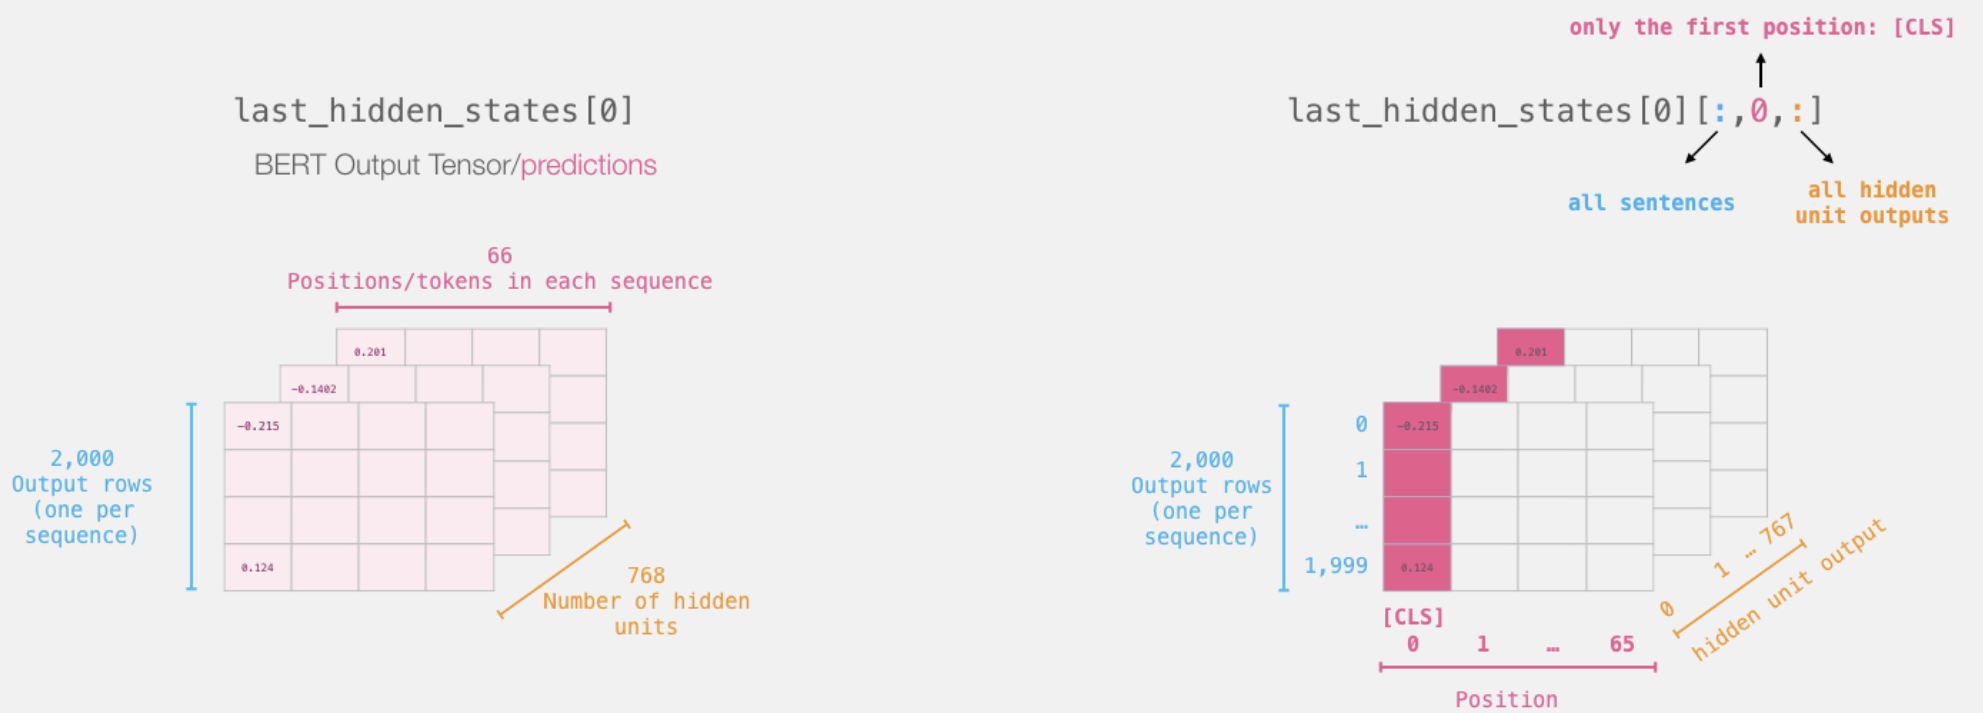 last_hidden_states[0]
BERT Output Tensor/predictions
66
Positions/tokens in each sequence
0.201
-0.1402
-0.215
0.124
2,000
Output rows
(one per
sequence)
768
Number of hidden
units
only the first position: [CLS]
last_hidden_states[0][:,0,:]
all sentences
all hidden
unit outputs
0.201
-0.1402
-0.215
0.124
2,000
Output rows
(one per
sequence)
0
1
…
1,999
[CLS]
0 1 … 65
Position
0 1 … 767
hidden unit output